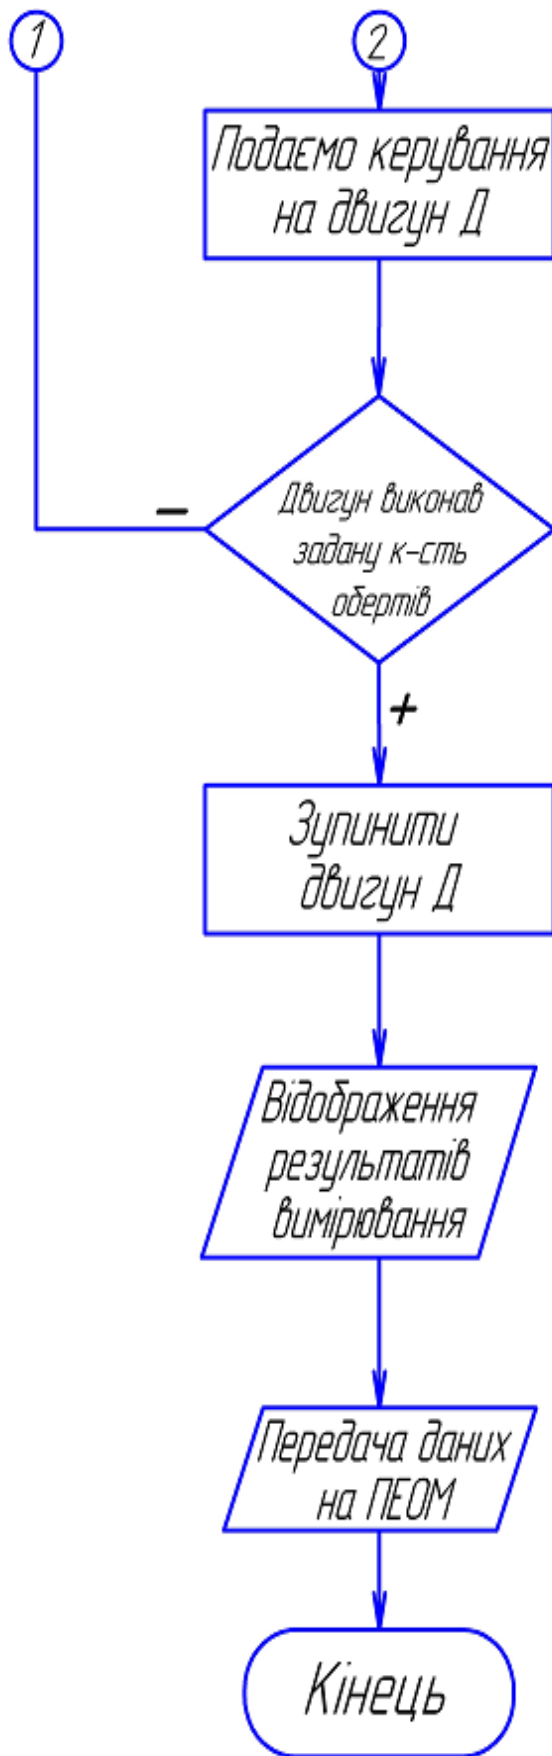 1
2
Подаємо керування
на двигун Д
Двигун виконав
задану к-сть
обертів
–
+
Зупинити
двигун Д
Відображення
результатів
вимірювання
Передача даних
на ПЕОМ
Кінець